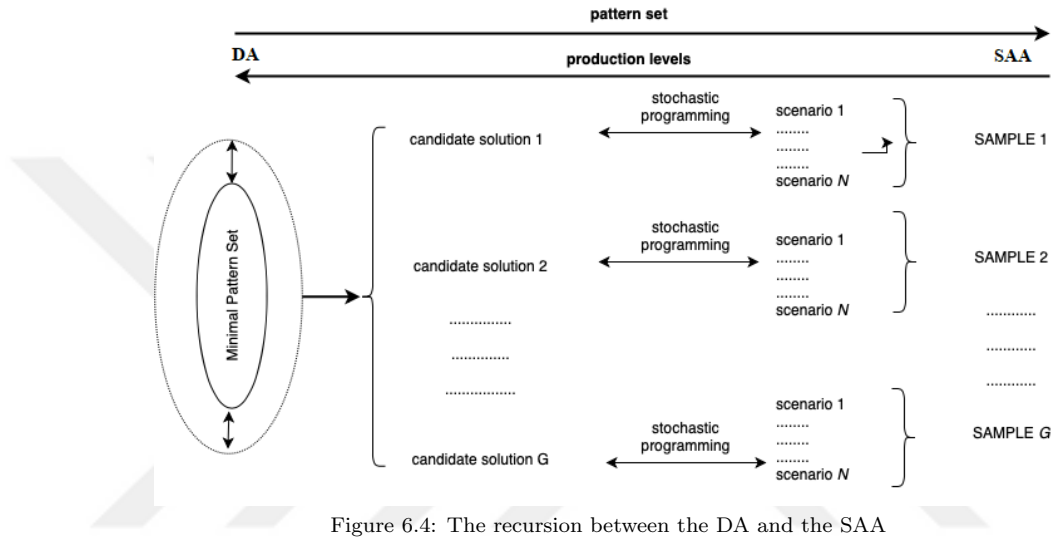 pattern set
DA
production levels
SAA
candidate solution 1
stochastic
programming
scenario 1
........
........
........
scenario N
SAMPLE 1
Minimal Pattern Set
candidate solution 2
stochastic
programming
scenario 1
........
........
........
scenario N
SAMPLE 2
...............
..............
.................
............
............
............
candidate solution G
stochastic
programming
scenario 1
........
........
........
scenario N
SAMPLE G
Figure 6.4: The recursion between the DA and the SAA